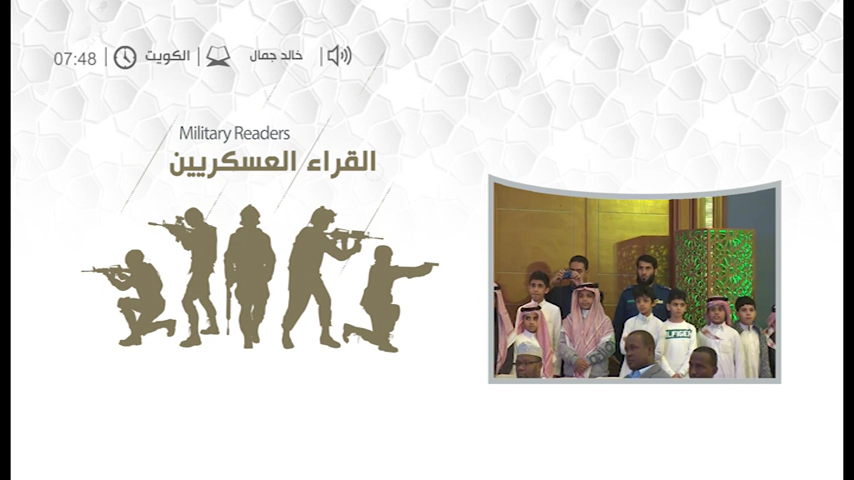 خالد جمال | الكويت | 07:48
Military Readers
القراء العسكريين